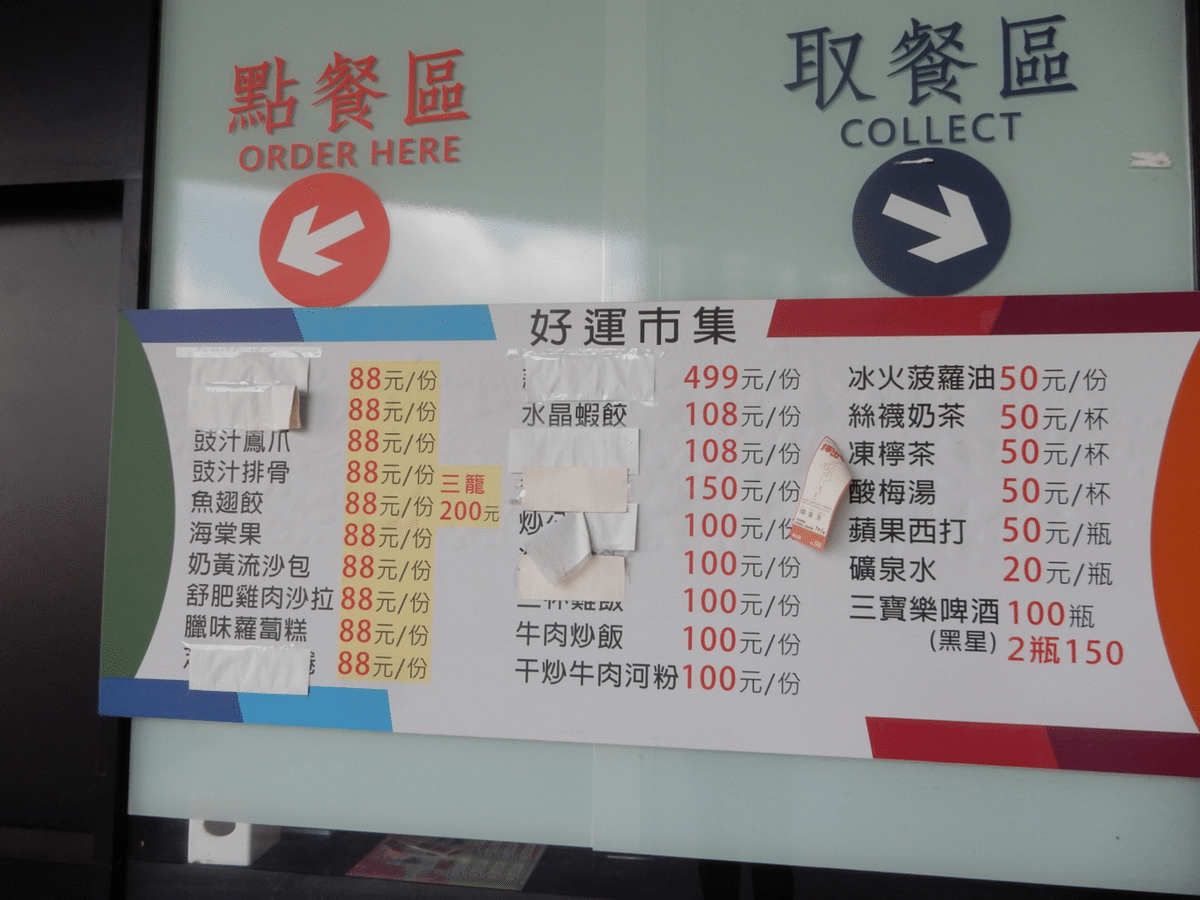 點餐區
ORDER HERE
取餐區
COLLECT
好運市集
88元/份
88元/份
豉汁鳳爪 88元/份
豉汁排骨 88元/份
魚翅餃 88元/份
海棠果 88元/份
奶黃流沙包 88元/份
舒肥雞肉沙拉 88元/份
臘味蘿蔔糕 88元/份
88元/份
三籠
200元
499元/份
水晶蝦餃 108元/份
108元/份
150元/份
炒 100元/份
100元/份
三杯雞飯 100元/份
牛肉炒飯 100元/份
干炒牛肉河粉 100元/份
冰火菠蘿油 50元/份
絲襪奶茶 50元/杯
凍檸茶 50元/杯
酸梅湯 50元/杯
蘋果西打 50元/瓶
礦泉水 20元/瓶
三寶樂啤酒 100瓶
(黑星) 2瓶150